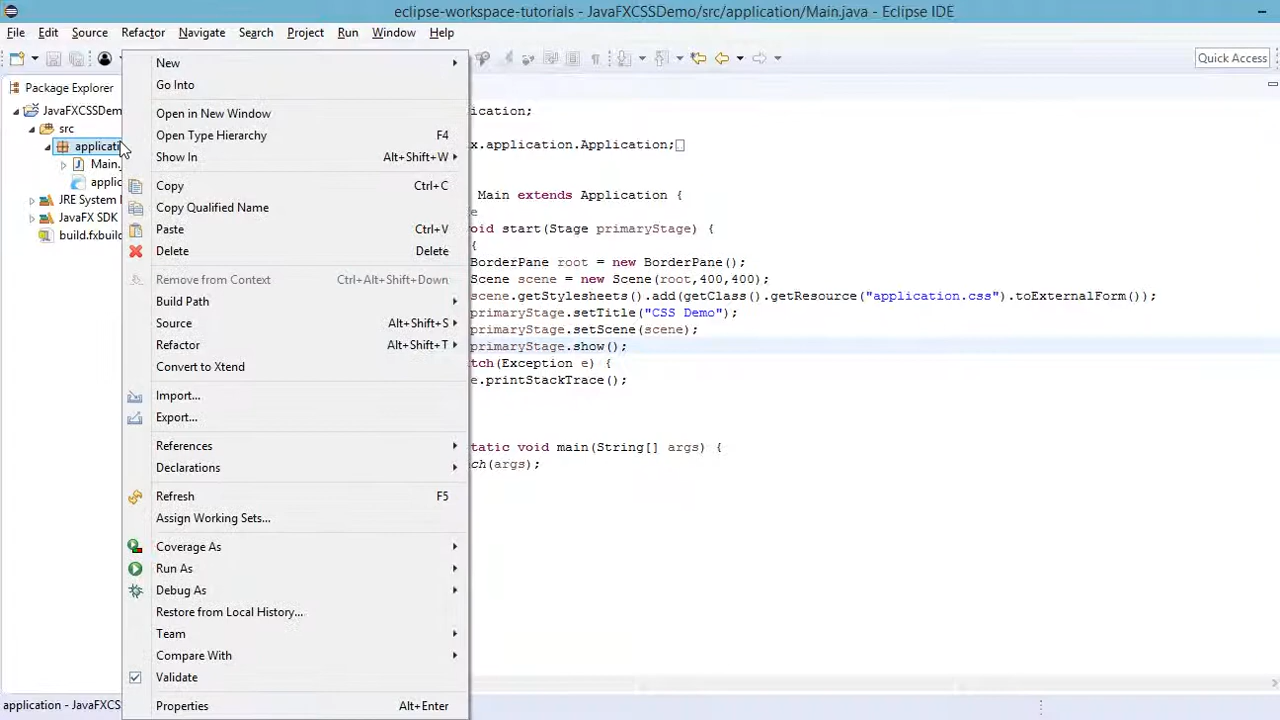 eclipse-workspace-tutorials - JavaFXCSSDemo/src/application/Main.java - Eclipse IDE
File Edit Source Refactor Navigate Search Project Run Window Help
Quick Access
Package Explorer
JavaFXCSSDem
src
applicati
Main.
applic
JRE System
JavaFX SDK
build.fxbuil
New
Go Into
Open in New Window
Open Type Hierarchy F4
Show In Alt+Shift+W
Copy Ctrl+C
Copy Qualified Name
Paste Ctrl+V
Delete Delete
Remove from Context Ctrl+Alt+Shift+Down
Build Path
Source Alt+Shift+S
Refactor Alt+Shift+T
Convert to Xtend
Import...
Export...
References
Declarations
Refresh F5
Assign Working Sets...
Coverage As
Run As
Debug As
Restore from Local History...
Team
Compare With
Validate
Properties Alt+Enter
ication;
x.application.Application;
Main extends Application {
e
oid start(Stage primaryStage) {
{
BorderPane root = new BorderPane();
Scene scene = new Scene(root,400,400);
scene.getStylesheets().add(getClass().getResource("application.css").toExternalForm());
primaryStage.setTitle("CSS Demo");
primaryStage.setScene(scene);
primaryStage.show();
tch(Exception e) {
e.printStackTrace();
tatic void main(String[] args) {
ch(args);
application - JavaFXCS